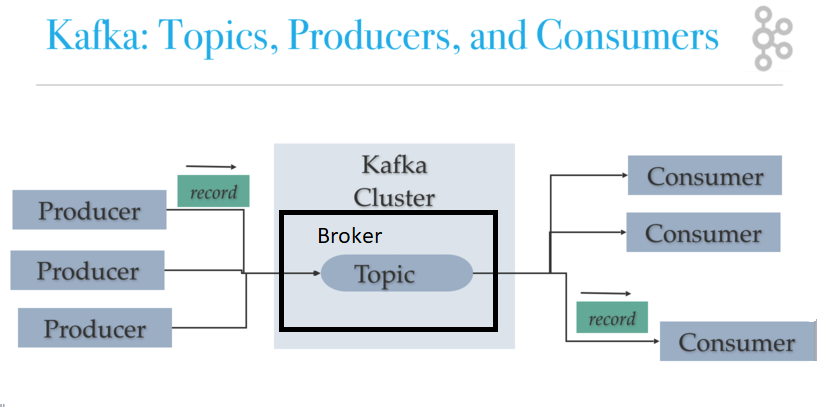 Kafka: Topics, Producers, and Consumers
record
Producer
Producer
Producer
Kafka
Cluster
Broker
Topic
Consumer
Consumer
record
Consumer
"